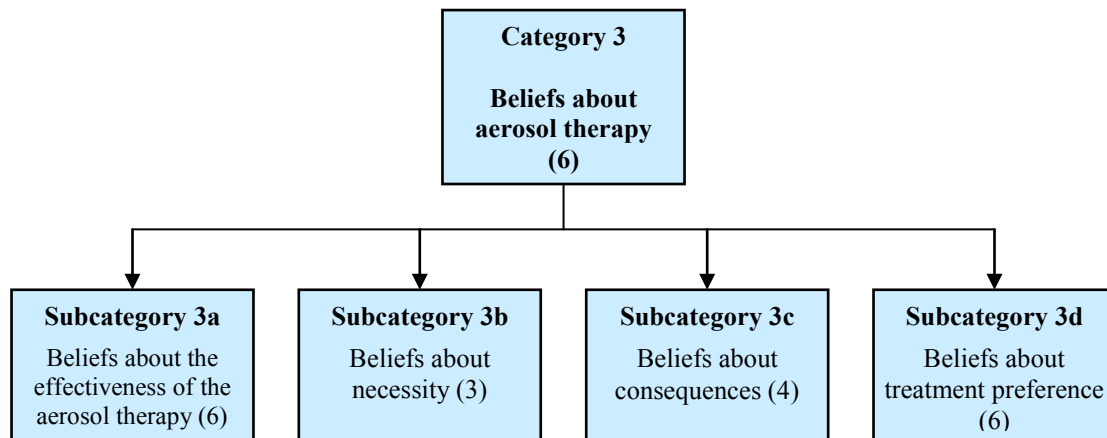 Category 3
Beliefs about
aerosol therapy
(6)
Subcategory 3a
Beliefs about the
effectiveness of the
aerosol therapy (6)
Subcategory 3b
Beliefs about
necessity (3)
Subcategory 3c
Beliefs about
consequences (4)
Subcategory 3d
Beliefs about
treatment preference
(6)